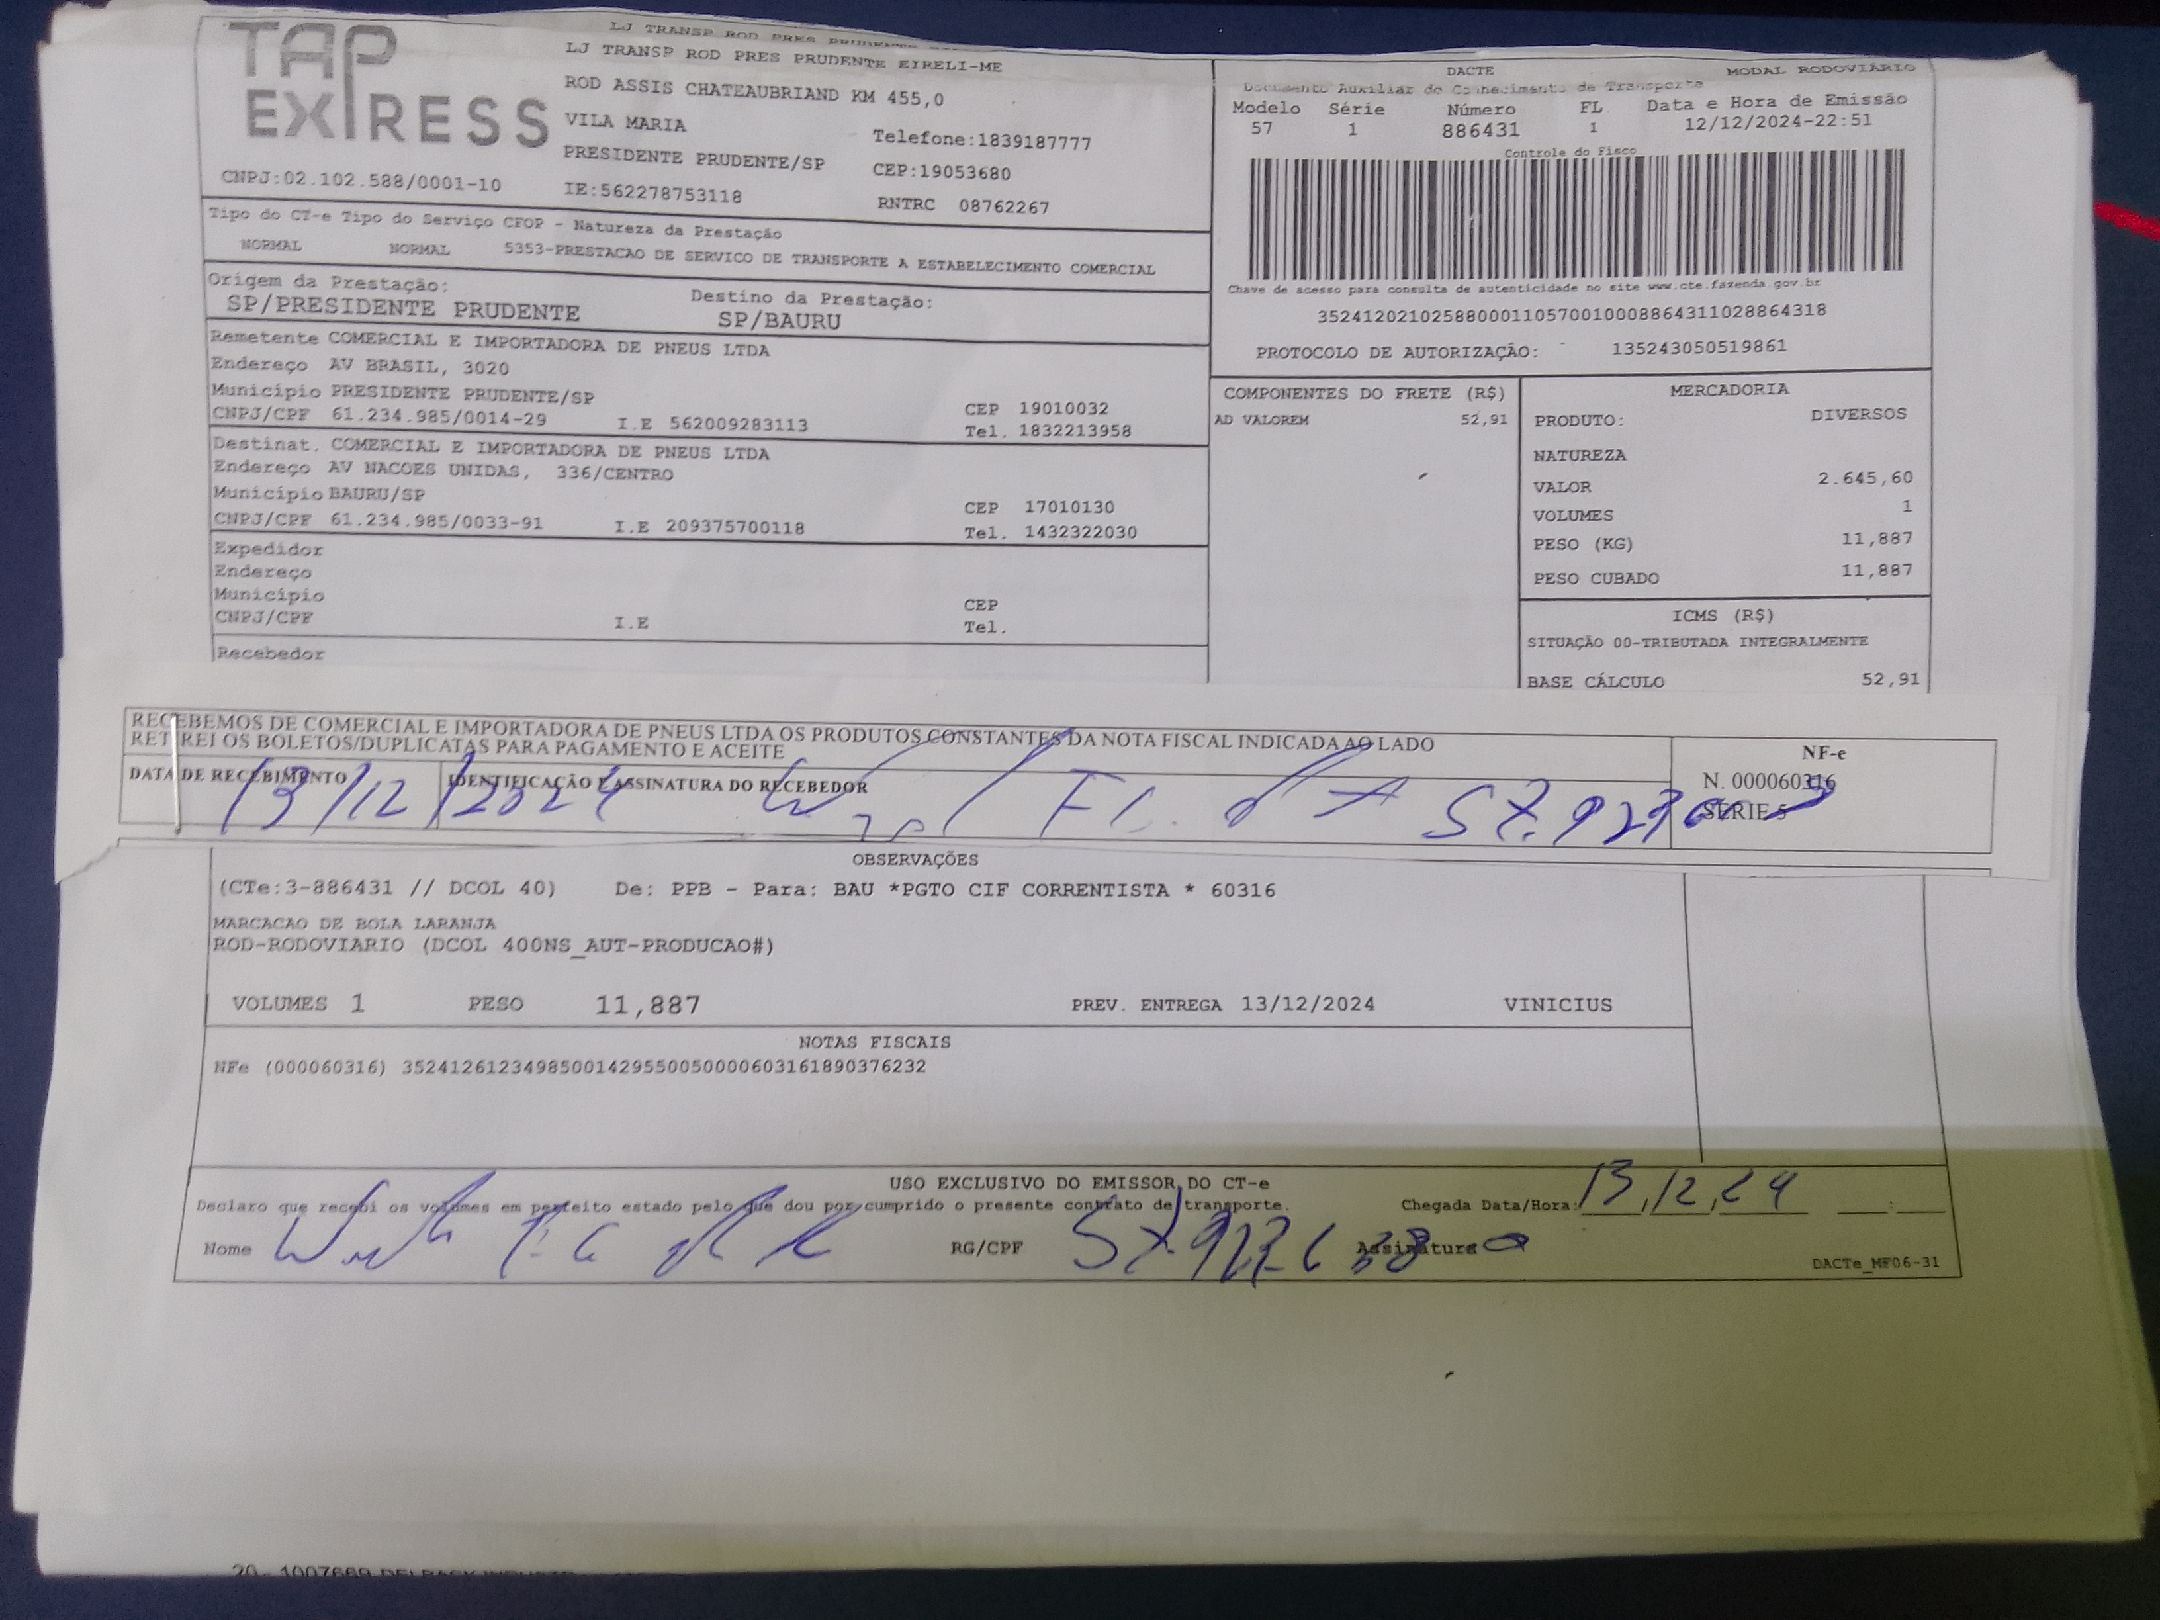 TAP
EXPRESS
LJ TRANSP ROD PRES PRUDENTE
LJ TRANSP ROD PRES PRUDENTE EIRELI-ME
ROD ASSIS CHATEAUBRIAND KM 455,0
VILA MARIA Telefone:1839187777
PRESIDENTE PRUDENTE/SP CEP:19053680
CNPJ:02.102.588/0001-10 IE:562278753118 RNTRC 08762267
DACTE MODAL RODOVIÁRIO
Documento Auxiliar do Conhecimento de Transporte
Modelo Série Número FL Data e Hora de Emissão
57 1 886431 1 12/12/2024-22:51
Controle do Fisco
Chave de acesso para consulta de autenticidade no site www.cte.fazenda.gov.br
35241202102588000110570010008864311028864318
PROTOCOLO DE AUTORIZAÇÃO: 135243050519861
Tipo do CT-e Tipo do Serviço CFOP - Natureza da Prestação
NORMAL NORMAL 5353-PRESTACAO DE SERVICO DE TRANSPORTE A ESTABELECIMENTO COMERCIAL
Origem da Prestação: Destino da Prestação:
SP/PRESIDENTE PRUDENTE SP/BAURU
Remetente COMERCIAL E IMPORTADORA DE PNEUS LTDA
Endereço AV BRASIL, 3020
Município PRESIDENTE PRUDENTE/SP CEP 19010032
CNPJ/CPF 61.234.985/0014-29 I.E 562009283113 Tel. 1832213958
Destinat. COMERCIAL E IMPORTADORA DE PNEUS LTDA
Endereço AV NACOES UNIDAS, 336/CENTRO
Município BAURU/SP CEP 17010130
CNPJ/CPF 61.234.985/0033-91 I.E 209375700118 Tel. 1432322030
Expedidor
Endereço
Município CEP
CNPJ/CPF I.E Tel.
Recebedor
COMPONENTES DO FRETE (R$)
AD VALOREM 52,91
MERCADORIA
PRODUTO: DIVERSOS
NATUREZA
VALOR 2.645,60
VOLUMES 1
PESO (KG) 11,887
PESO CUBADO 11,887
ICMS (R$)
SITUAÇÃO 00-TRIBUTADA INTEGRALMENTE
BASE CÁLCULO 52,91
RECEBEMOS DE COMERCIAL E IMPORTADORA DE PNEUS LTDA OS PRODUTOS CONSTANTES DA NOTA FISCAL INDICADA AO LADO
RETIREI OS BOLETOS/DUPLICATAS PARA PAGAMENTO E ACEITE
DATA DE RECEBIMENTO IDENTIFICAÇÃO E ASSINATURA DO RECEBEDOR
13/12/2024
NF-e
N. 000060316
SÉRIE 5
OBSERVAÇÕES
(CTe:3-886431 // DCOL 40) De: PPB - Para: BAU *PGTO CIF CORRENTISTA * 60316
MARCACAO DE BOLA LARANJA
ROD-RODOVIARIO (DCOL 400NS_AUT-PRODUCAO#)
VOLUMES 1 PESO 11,887 PREV. ENTREGA 13/12/2024 VINICIUS
NOTAS FISCAIS
NFe (000060316) 35241261234985001429550050000603161890376232
USO EXCLUSIVO DO EMISSOR DO CT-e
Declaro que recebi os volumes em perfeito estado pelo que dou por cumprido o presente contrato de transporte. Chegada Data/Hora: 13/12/24
Nome RG/CPF Assinatura
DACTe_MF06-31